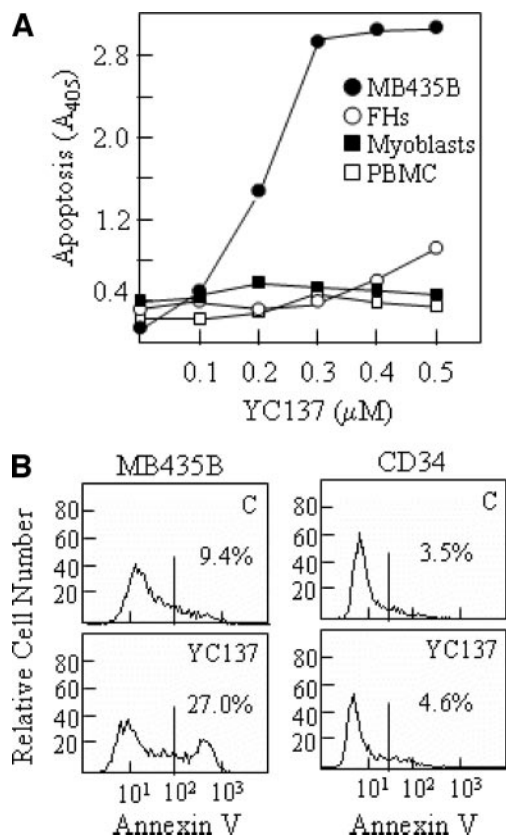 A
Apoptosis (A405)
2.8
2.0
1.2
0.4
MB435B
FHs
Myoblasts
PBMC
0.1 0.2 0.3 0.4 0.5
YC137 (μM)
B
MB435B
CD34
Relative Cell Number
80
60
40
20
C
9.4%
80
60
40
20
C
3.5%
80
60
40
20
YC137
27.0%
80
60
40
20
YC137
4.6%
10¹ 10² 10³
Annexin V
10¹ 10² 10³
Annexin V